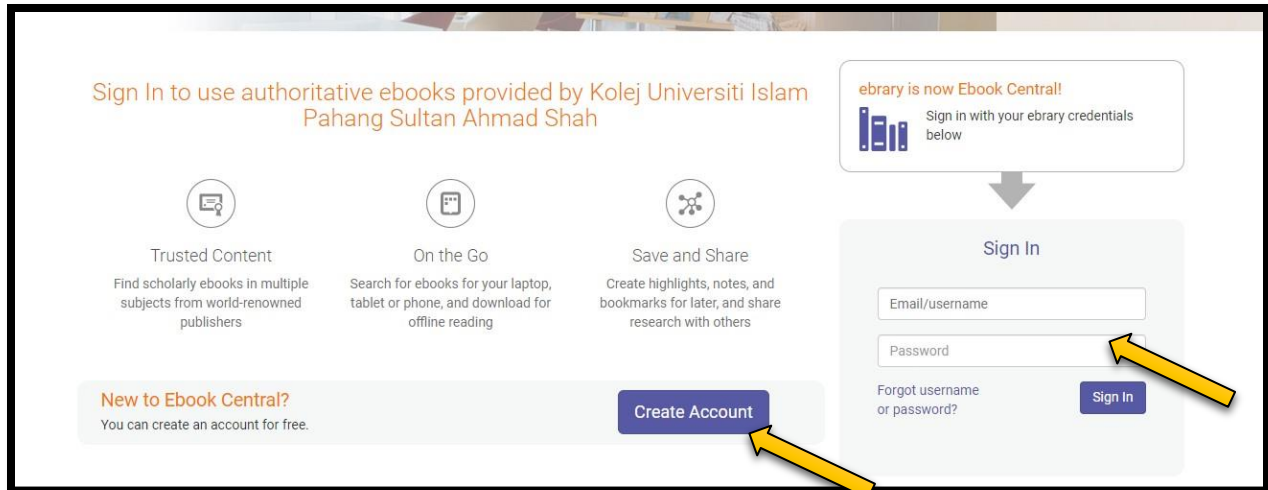 Sign In to use authoritative ebooks provided by Kolej Universiti Islam
Pahang Sultan Ahmad Shah
Trusted Content
Find scholarly ebooks in multiple
subjects from world-renowned
publishers
On the Go
Search for ebooks for your laptop,
tablet or phone, and download for
offline reading
Save and Share
Create highlights, notes, and
bookmarks for later, and share
research with others
New to Ebook Central?
You can create an account for free.
Create Account
ebrary is now Ebook Central!
Sign in with your ebrary credentials
below
Sign In
Email/username
Password
Forgot username
or password?
Sign In